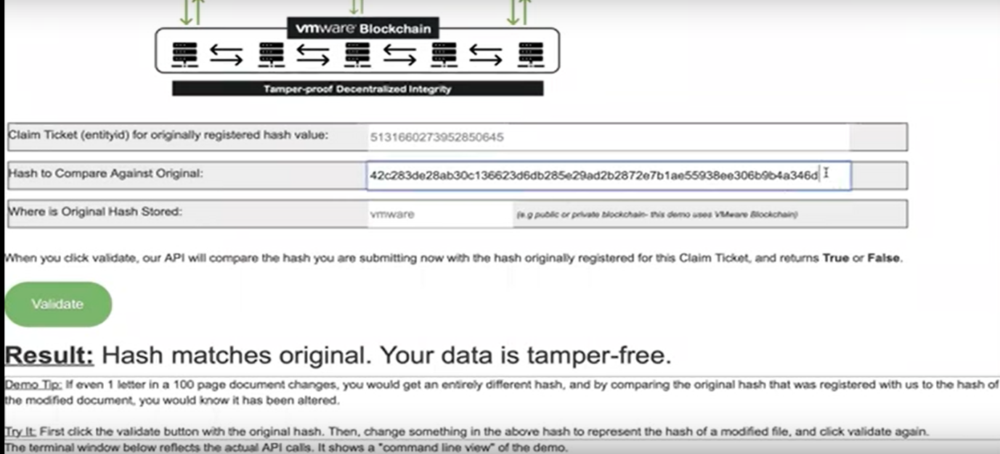 vmware Blockchain
Tamper-proof Decentralized Integrity
Claim Ticket (entityid) for originally registered hash value: 5131660273952850645
Hash to Compare Against Original: 42c283de28ab30c136623d6db285e29ad2b2872e7b1ae55938ee306b9b4a346d
Where is Original Hash Stored: vmware (e.g public or private blockchain- this demo uses VMware Blockchain)
When you click validate, our API will compare the hash you are submitting now with the hash originally registered for this Claim Ticket, and returns True or False.
Validate
Result: Hash matches original. Your data is tamper-free.
Demo Tip: If even 1 letter in a 100 page document changes, you would get an entirely different hash, and by comparing the original hash that was registered with us to the hash of
the modified document, you would know it has been altered.
Try It: First click the validate button with the original hash. Then, change something in the above hash to represent the hash of a modified file, and click validate again.
The terminal window below reflects the actual API calls. It shows a "command line view" of the demo.